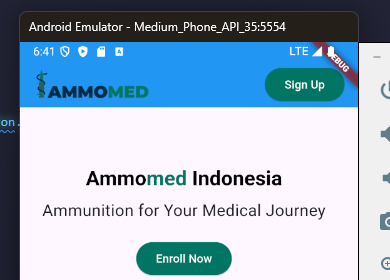 Android Emulator - Medium_Phone_API_35:5554
6:41 A LTE
DEBUG
AMMOMED Sign Up
on.
Ammomed Indonesia
Ammunition for Your Medical Journey
Enroll Now